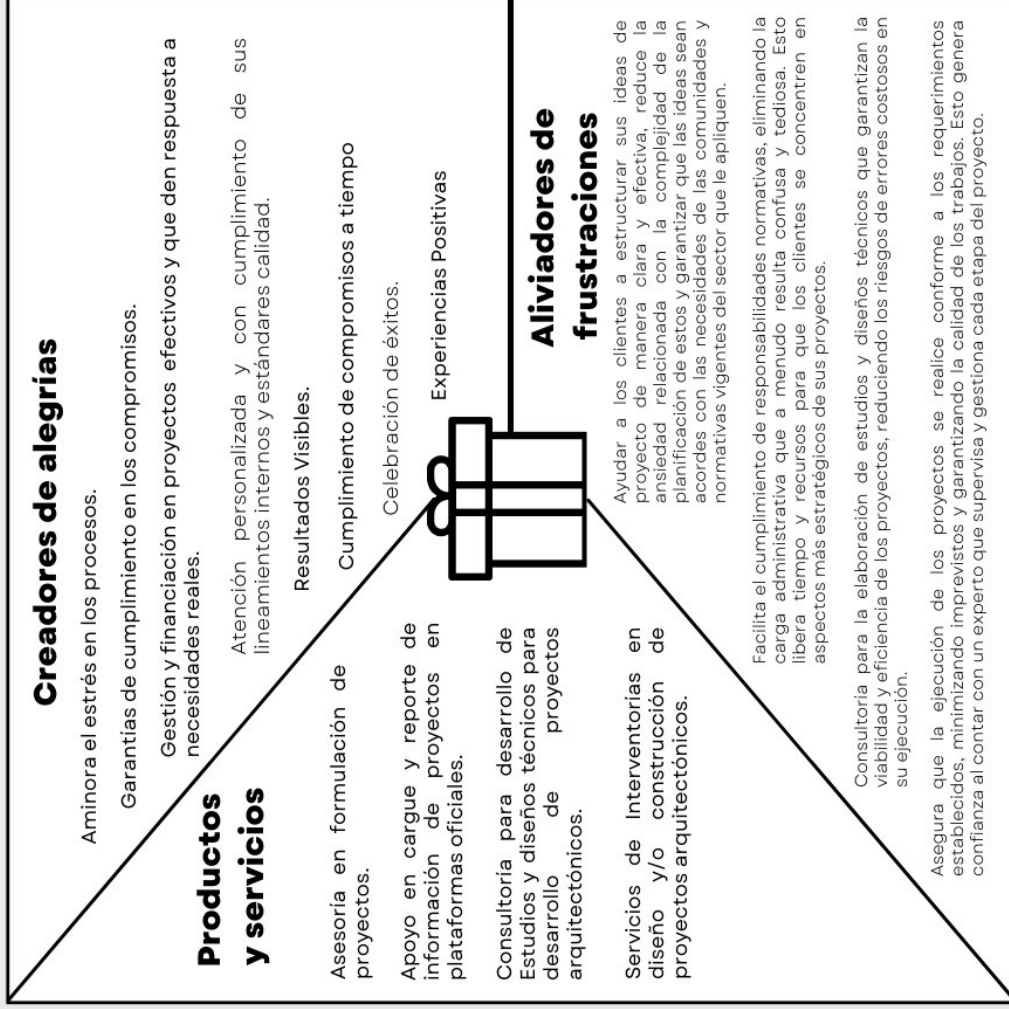 Creadores de alegrías
Aminora el estrés en los procesos.
Garantías de cumplimiento en los compromisos.
Gestión y financiación en proyectos efectivos y que den respuesta a
necesidades reales.
Atención personalizada y con cumplimiento de sus
lineamientos internos y estándares calidad.
Resultados Visibles.
Cumplimiento de compromisos a tiempo
Celebración de éxitos.
Experiencias Positivas
Productos
y servicios
Asesoría en formulación de
proyectos.
Apoyo en cargue y reporte de
información de proyectos en
plataformas oficiales.
Consultoría para desarrollo de
Estudios y diseños técnicos para
desarrollo de proyectos
arquitectónicos.
Servicios de Interventorías en
diseño y/o construcción de
proyectos arquitectónicos.
Aliviadores de
frustraciones
Ayudar a los clientes a estructurar sus ideas de
proyecto de manera clara y efectiva, reduce la
ansiedad relacionada con la complejidad de la
planificación de estos y garantizar que las ideas sean
acordes con las necesidades de las comunidades y
normativas vigentes del sector que le apliquen.
Facilita el cumplimiento de responsabilidades normativas, eliminando la
carga administrativa que a menudo resulta confusa y tediosa. Esto
libera tiempo y recursos para que los clientes se concentren en
aspectos más estratégicos de sus proyectos.
Consultoría para la elaboración de estudios y diseños técnicos que garantizan la
viabilidad y eficiencia de los proyectos, reduciendo los riesgos de errores costosos en
su ejecución.
Asegura que la ejecución de los proyectos se realice conforme a los requerimientos
establecidos, minimizando imprevistos y garantizando la calidad de los trabajos. Esto genera
confianza al contar con un experto que supervisa y gestiona cada etapa del proyecto.